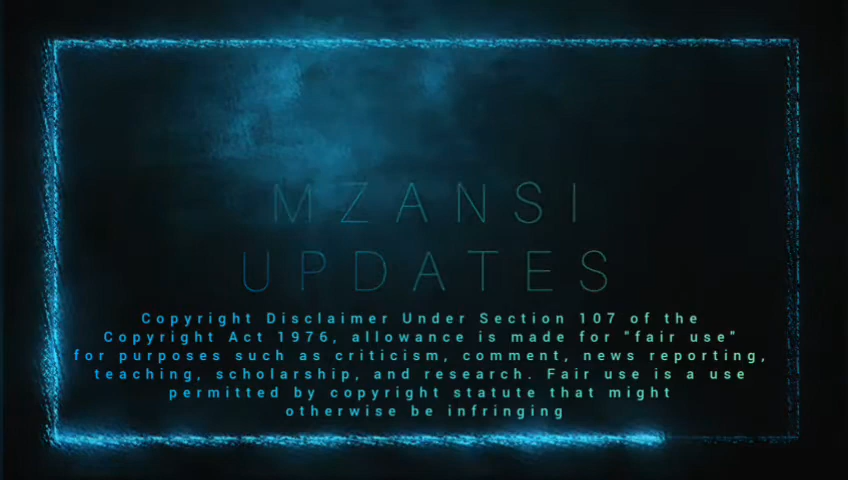 MZANSI
UPDATES
Copyright Disclaimer Under Section 107 of the
Copyright Act 1976, allowance is made for "fair use"
for purposes such as criticism, comment, news reporting,
teaching, scholarship, and research. Fair use is a use
permitted by copyright statute that might
otherwise be infringing